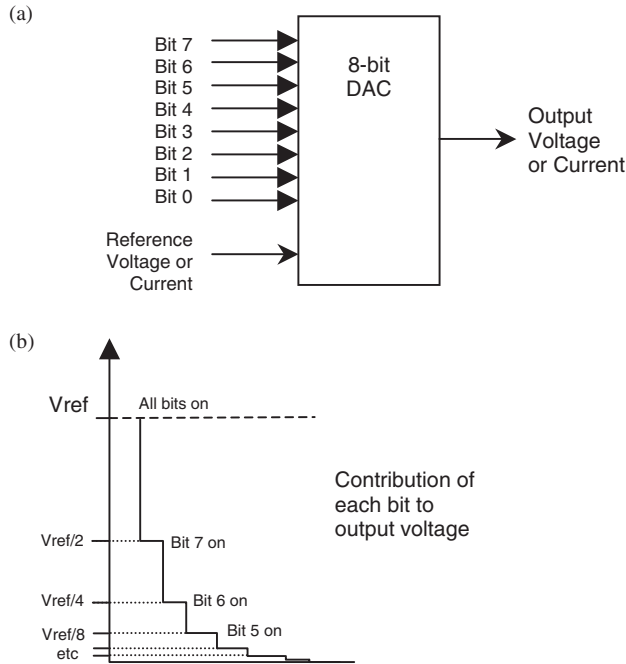 (a)
Bit 7
Bit 6
Bit 5
Bit 4
Bit 3
Bit 2
Bit 1
Bit 0
8-bit
DAC
Output
Voltage
or Current
Reference
Voltage or
Current
(b)
Vref
All bits on
Contribution of
each bit to
output voltage
Vref/2
Bit 7 on
Vref/4
Bit 6 on
Vref/8
Bit 5 on
etc